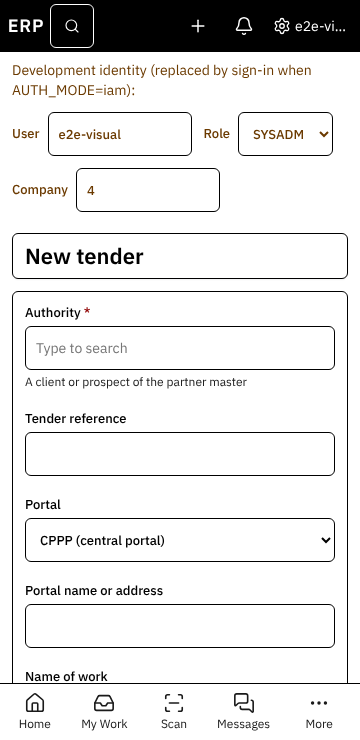 ERP
e2e-vi...
Development identity (replaced by sign-in when
AUTH_MODE=iam):
User e2e-visual Role SYSADM
Company 4
New tender
Authority *
Type to search
A client or prospect of the partner master
Tender reference
Portal
CPPP (central portal)
Portal name or address
Name of work
Home My Work Scan Messages More